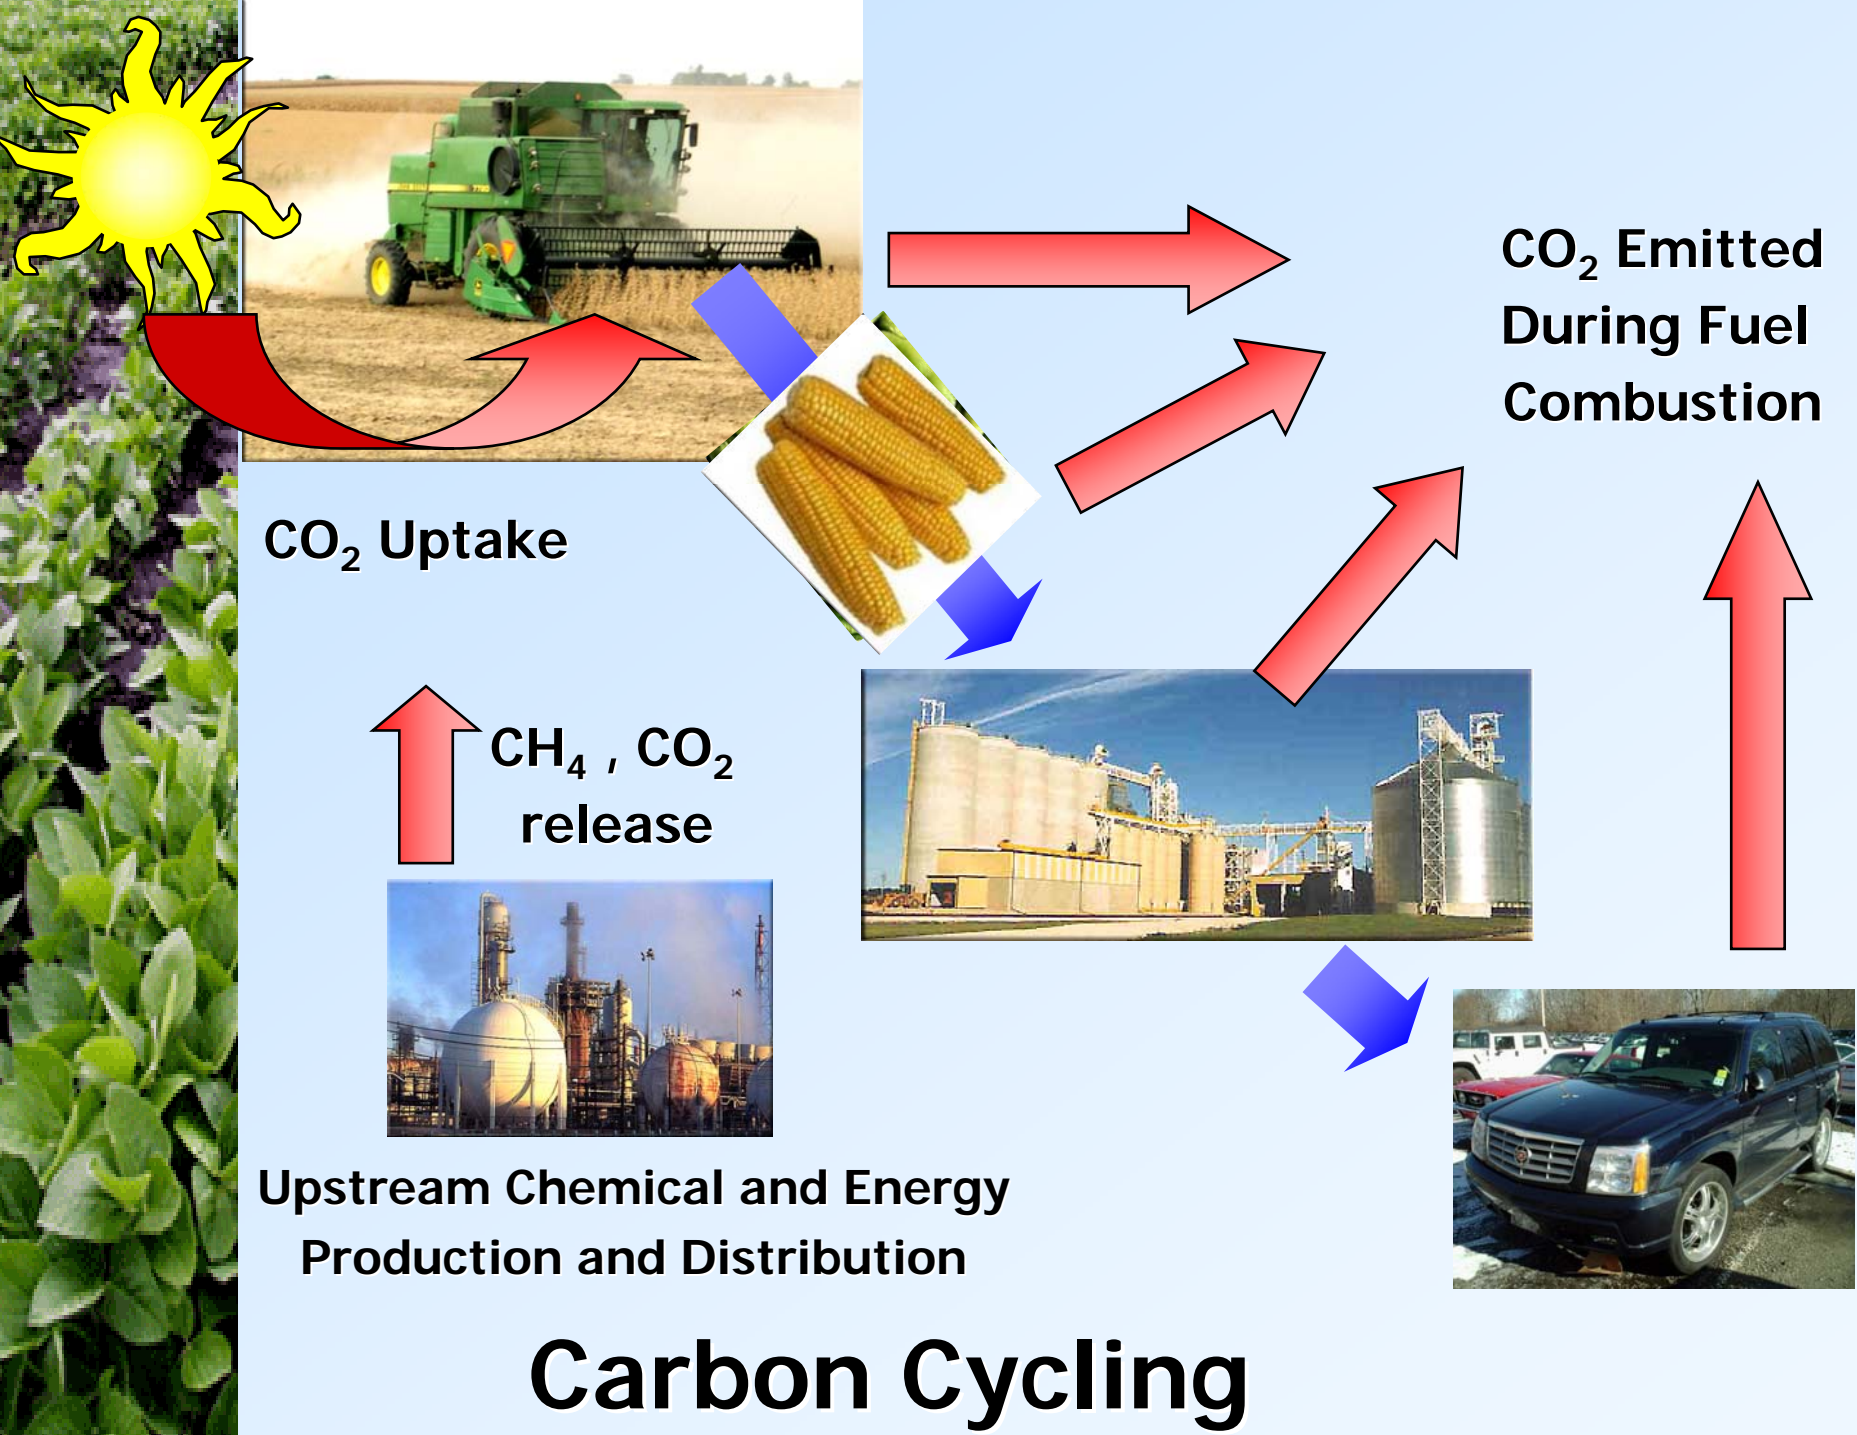 CO₂ Emitted
During Fuel
Combustion
CO₂ Uptake
CH₄ , CO₂
release
Upstream Chemical and Energy
Production and Distribution
Carbon Cycling